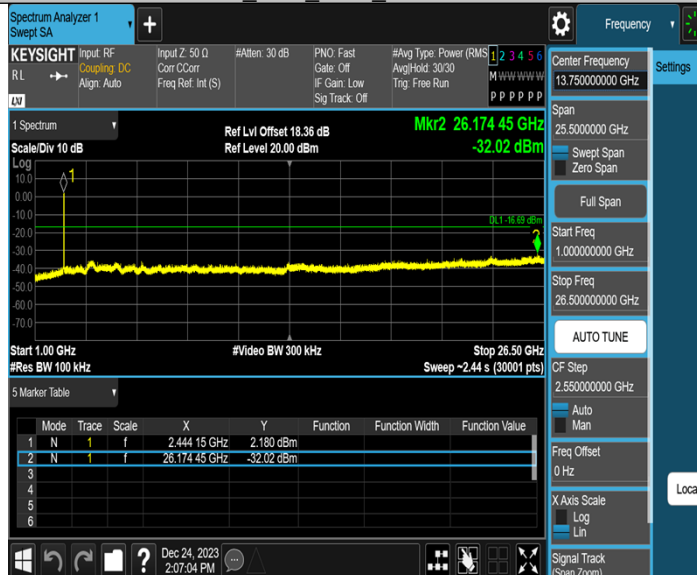 Spectrum Analyzer 1
Swept SA
+
Frequency
KEYSIGHT
RL
LXI
Input: RF
Coupling: DC
Align: Auto
Input Z: 50 Ω
Corr CCorr
Freq Ref: Int (S)
#Atten: 30 dB
PNO: Fast
Gate: Off
IF Gain: Low
Sig Track: Off
#Avg Type: Power (RMS
Avg|Hold: 30/30
Trig: Free Run
1 2 3 4 5 6
M W W W W W
P P P P P P
Center Frequency
13.750000000 GHz
Settings
Span
25.5000000 GHz
Swept Span
Zero Span
Full Span
Start Freq
1.000000000 GHz
Stop Freq
26.500000000 GHz
AUTO TUNE
CF Step
2.550000000 GHz
Auto
Man
Freq Offset
0 Hz
X Axis Scale
Log
Lin
Signal Track
(Span Zoom)
Loca
1 Spectrum
Scale/Div 10 dB
Ref Lvl Offset 18.36 dB
Ref Level 20.00 dBm
Mkr2 26.174 45 GHz
-32.02 dBm
Log
10.0
0.00
-10.0
-20.0
-30.0
-40.0
-50.0
-60.0
-70.0
1
DL1 -16.69 dBm
2
Start 1.00 GHz
#Res BW 100 kHz
#Video BW 300 kHz
Stop 26.50 GHz
Sweep ~2.44 s (30001 pts)
5 Marker Table
Mode Trace Scale X Y Function Function Width Function Value
1 N 1 f 2.444 15 GHz 2.180 dBm
2 N 1 f 26.174 45 GHz -32.02 dBm
3
4
5
6
?
Dec 24, 2023
2:07:04 PM